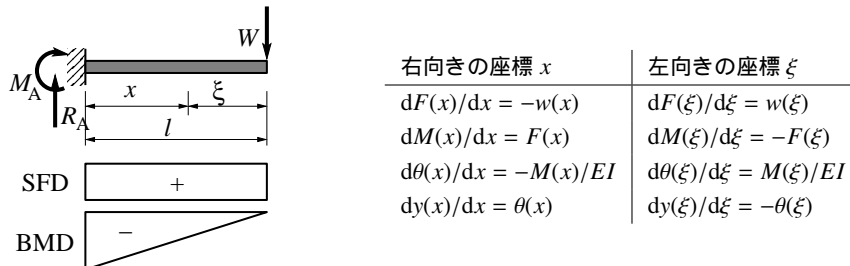 W
M_A
x
ξ
R_A
l
SFD
+
BMD
−
右向きの座標 x 左向きの座標 ξ
dF(x)/dx = −w(x) dF(ξ)/dξ = w(ξ)
dM(x)/dx = F(x) dM(ξ)/dξ = −F(ξ)
dθ(x)/dx = −M(x)/EI dθ(ξ)/dξ = M(ξ)/EI
dy(x)/dx = θ(x) dy(ξ)/dξ = −θ(ξ)